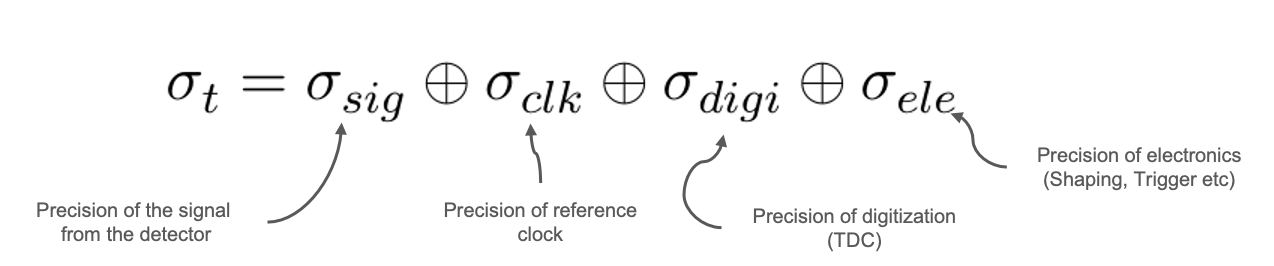 σ_t = σ_sig ⊕ σ_clk ⊕ σ_digi ⊕ σ_ele
Precision of the signal
from the detector
Precision of reference
clock
Precision of digitization
(TDC)
Precision of electronics
(Shaping, Trigger etc)